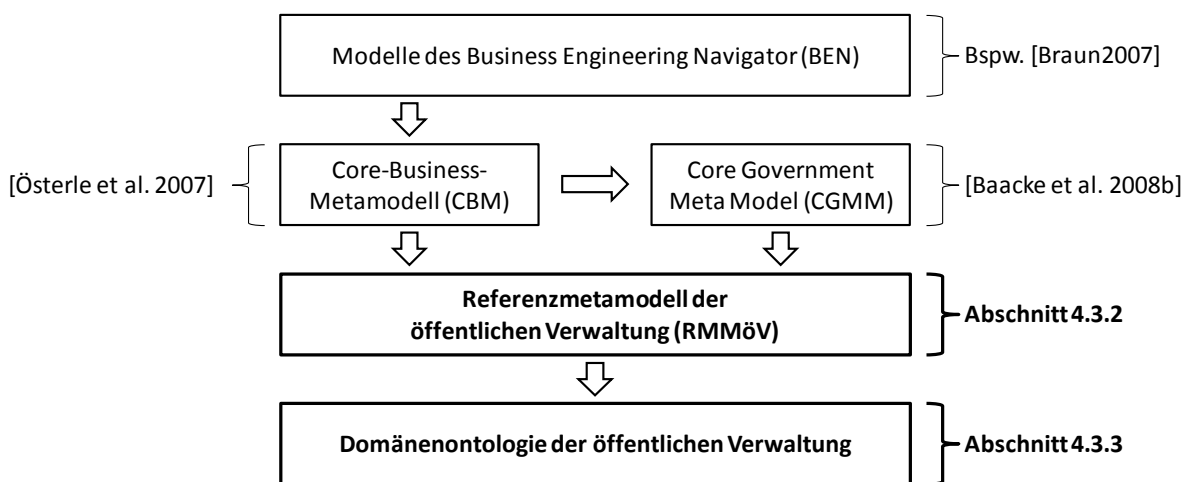 Modelle des Business Engineering Navigator (BEN)
Bspw. [Braun2007]
[Österle et al. 2007]
Core-Business-
Metamodell (CBM)
Core Government
Meta Model (CGMM)
[Baacke et al. 2008b]
Referenzmetamodell der
öffentlichen Verwaltung (RMMöV)
Abschnitt 4.3.2
Domänenontologie der öffentlichen Verwaltung
Abschnitt 4.3.3